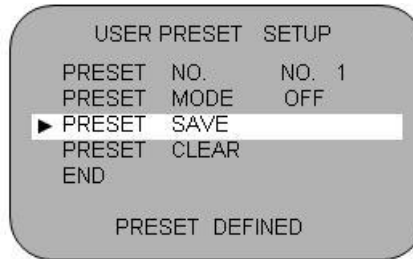 USER PRESET SETUP
PRESET NO. NO. 1
PRESET MODE OFF
► PRESET SAVE
PRESET CLEAR
END
PRESET DEFINED